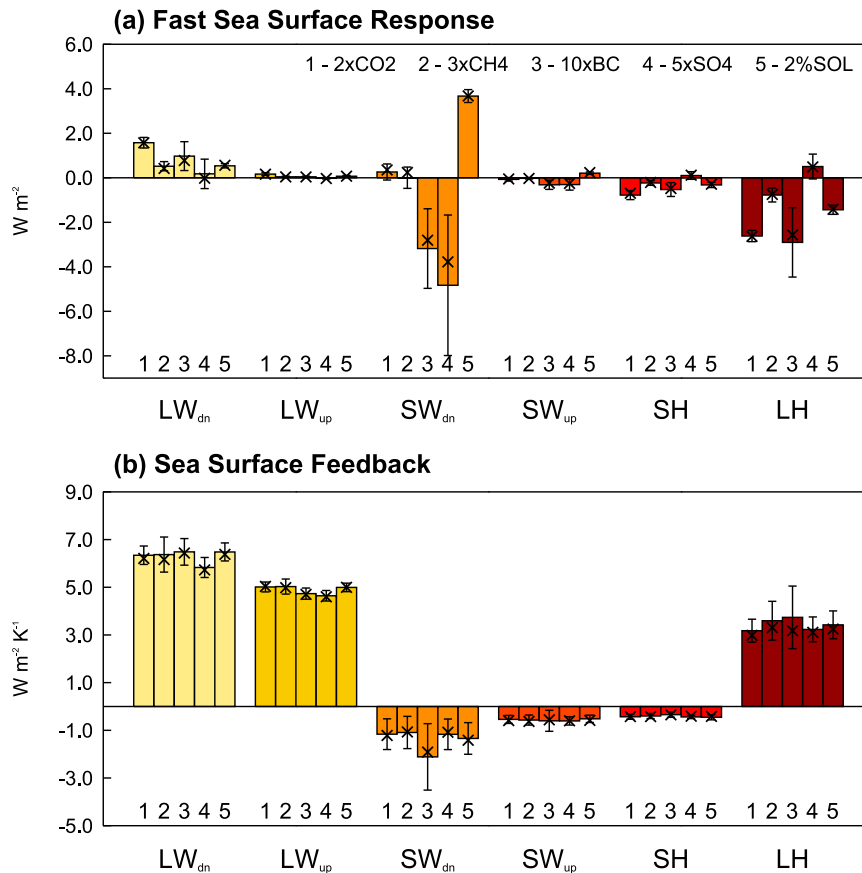 (a) Fast Sea Surface Response
6.0
1 - 2xCO2 2 - 3xCH4 3 - 10xBC 4 - 5xSO4 5 - 2%SOL
4.0
2.0
0.0
W m⁻²
-2.0
-4.0
-6.0
-8.0
1 2 3 4 5 1 2 3 4 5 1 2 3 4 5 1 2 3 4 5 1 2 3 4 5 1 2 3 4 5
LWdn LWup SWdn SWup SH LH
(b) Sea Surface Feedback
9.0
7.0
5.0
3.0
W m⁻² K⁻¹
1.0
-1.0
-3.0
-5.0
1 2 3 4 5 1 2 3 4 5 1 2 3 4 5 1 2 3 4 5 1 2 3 4 5 1 2 3 4 5
LWdn LWup SWdn SWup SH LH